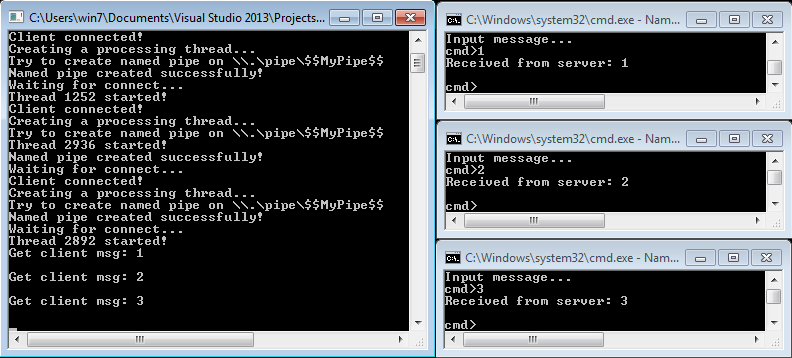 C:\Users\win7\Documents\Visual Studio 2013\Projects...
Client connected!
Creating a processing thread...
Try to create named pipe on \\.\pipe\$$MyPipe$$
Named pipe created successfully!
Waiting for connect...
Thread 1252 started!
Client connected!
Creating a processing thread...
Try to create named pipe on \\.\pipe\$$MyPipe$$
Thread 2936 started!
Named pipe created successfully!
Waiting for connect...
Client connected!
Creating a processing thread...
Try to create named pipe on \\.\pipe\$$MyPipe$$
Named pipe created successfully!
Waiting for connect...
Thread 2892 started!
Get client msg: 1
Get client msg: 2
Get client msg: 3
C:\Windows\system32\cmd.exe - Nam...
Input message...
cmd>1
Received from server: 1
cmd>
C:\Windows\system32\cmd.exe - Nam...
Input message...
cmd>2
Received from server: 2
cmd>
C:\Windows\system32\cmd.exe - Nam...
Input message...
cmd>3
Received from server: 3
cmd>